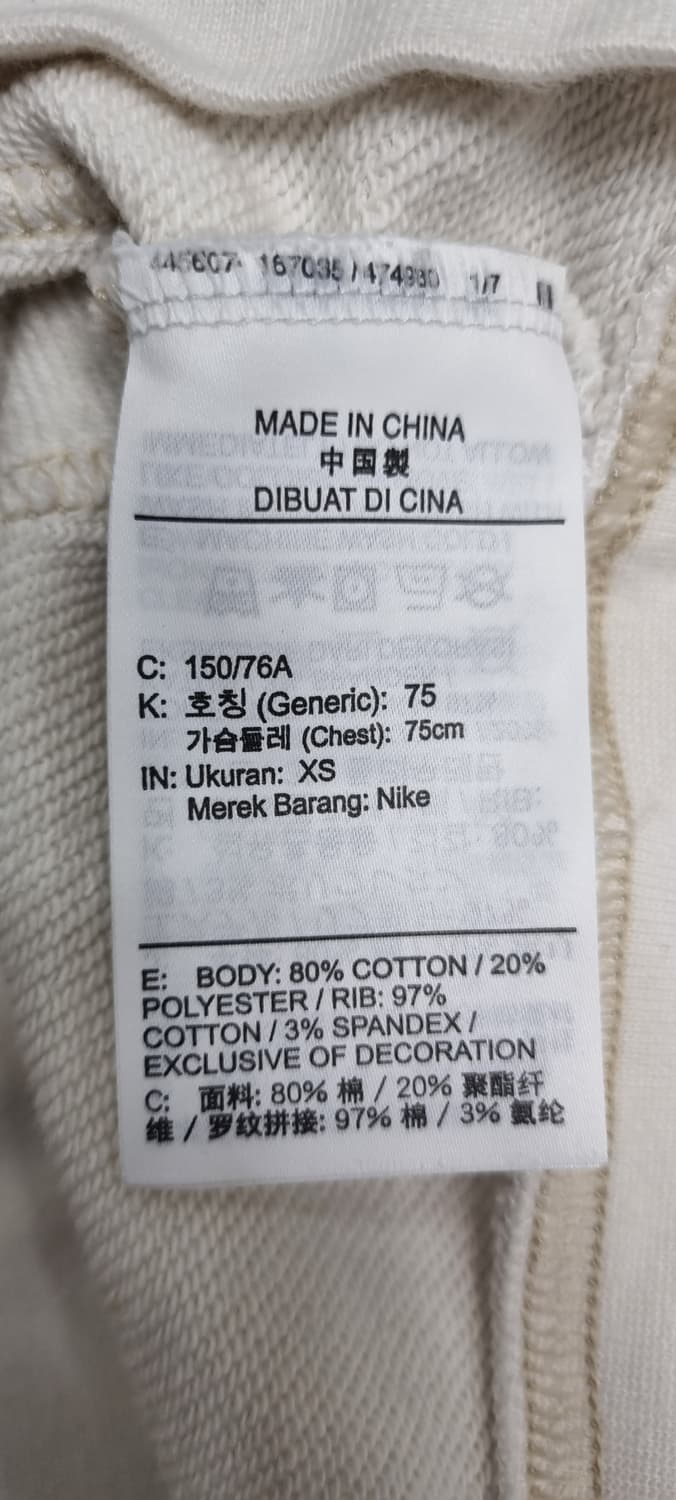 167035 / 474980 1/7
MADE IN CHINA
中国製
DIBUAT DI CINA
C: 150/76A
K: 호칭 (Generic): 75
가슴둘레 (Chest): 75cm
IN: Ukuran: XS
Merek Barang: Nike
E: BODY: 80% COTTON / 20%
POLYESTER / RIB: 97%
COTTON / 3% SPANDEX /
EXCLUSIVE OF DECORATION
C: 面料: 80% 棉 / 20% 聚酯纤
维 / 罗纹拼接: 97% 棉 / 3% 氨纶